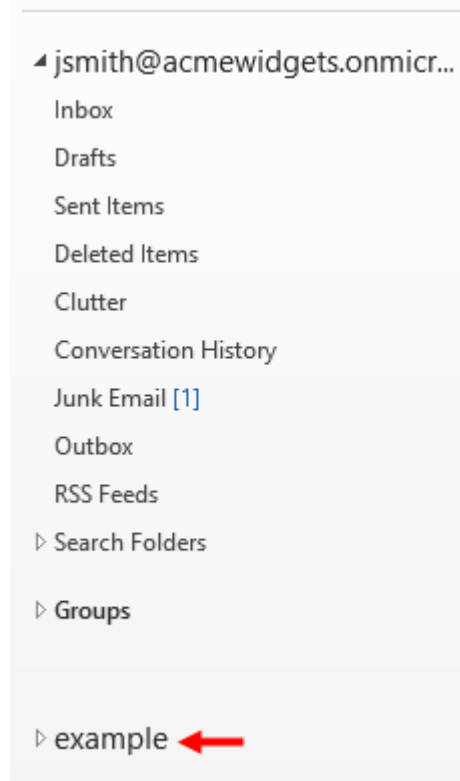 jsmith@acmewidgets.onmicr...
Inbox
Drafts
Sent Items
Deleted Items
Clutter
Conversation History
Junk Email [1]
Outbox
RSS Feeds
Search Folders
Groups
example